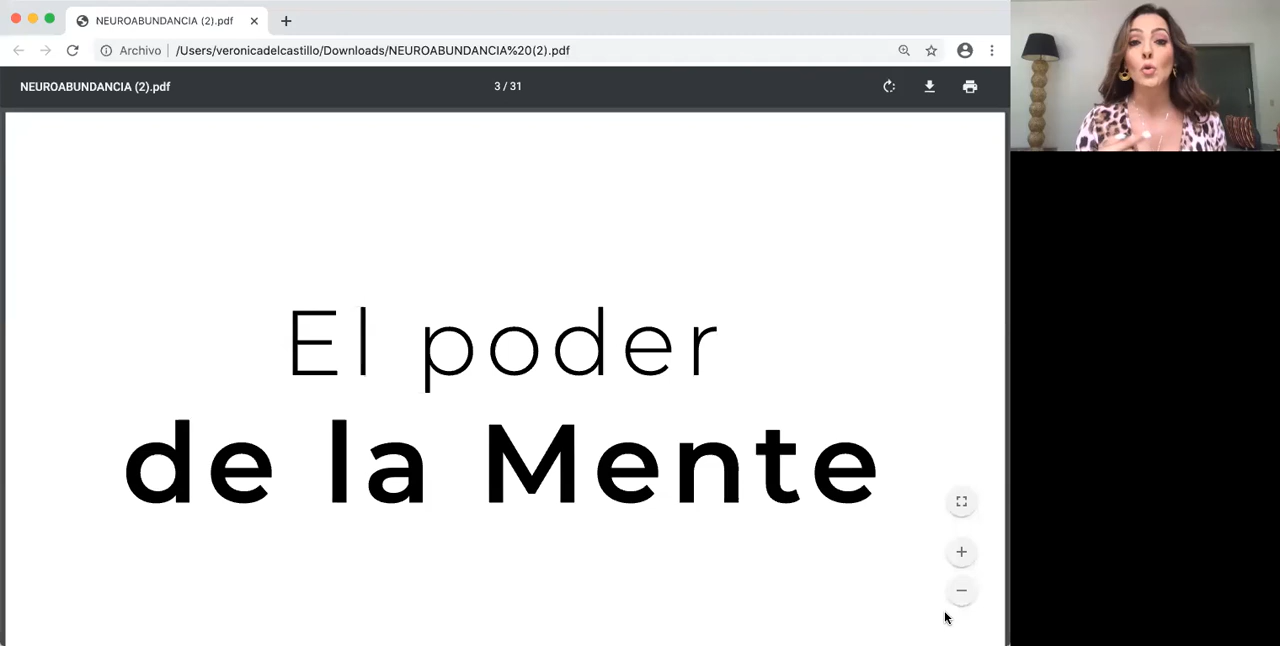 NEUROABUNDANCIA (2).pdf
Archivo
/Users/veronicadelcastillo/Downloads/NEUROABUNDANCIA%20(2).pdf
NEUROABUNDANCIA (2).pdf
3 / 31
El poder
de la Mente